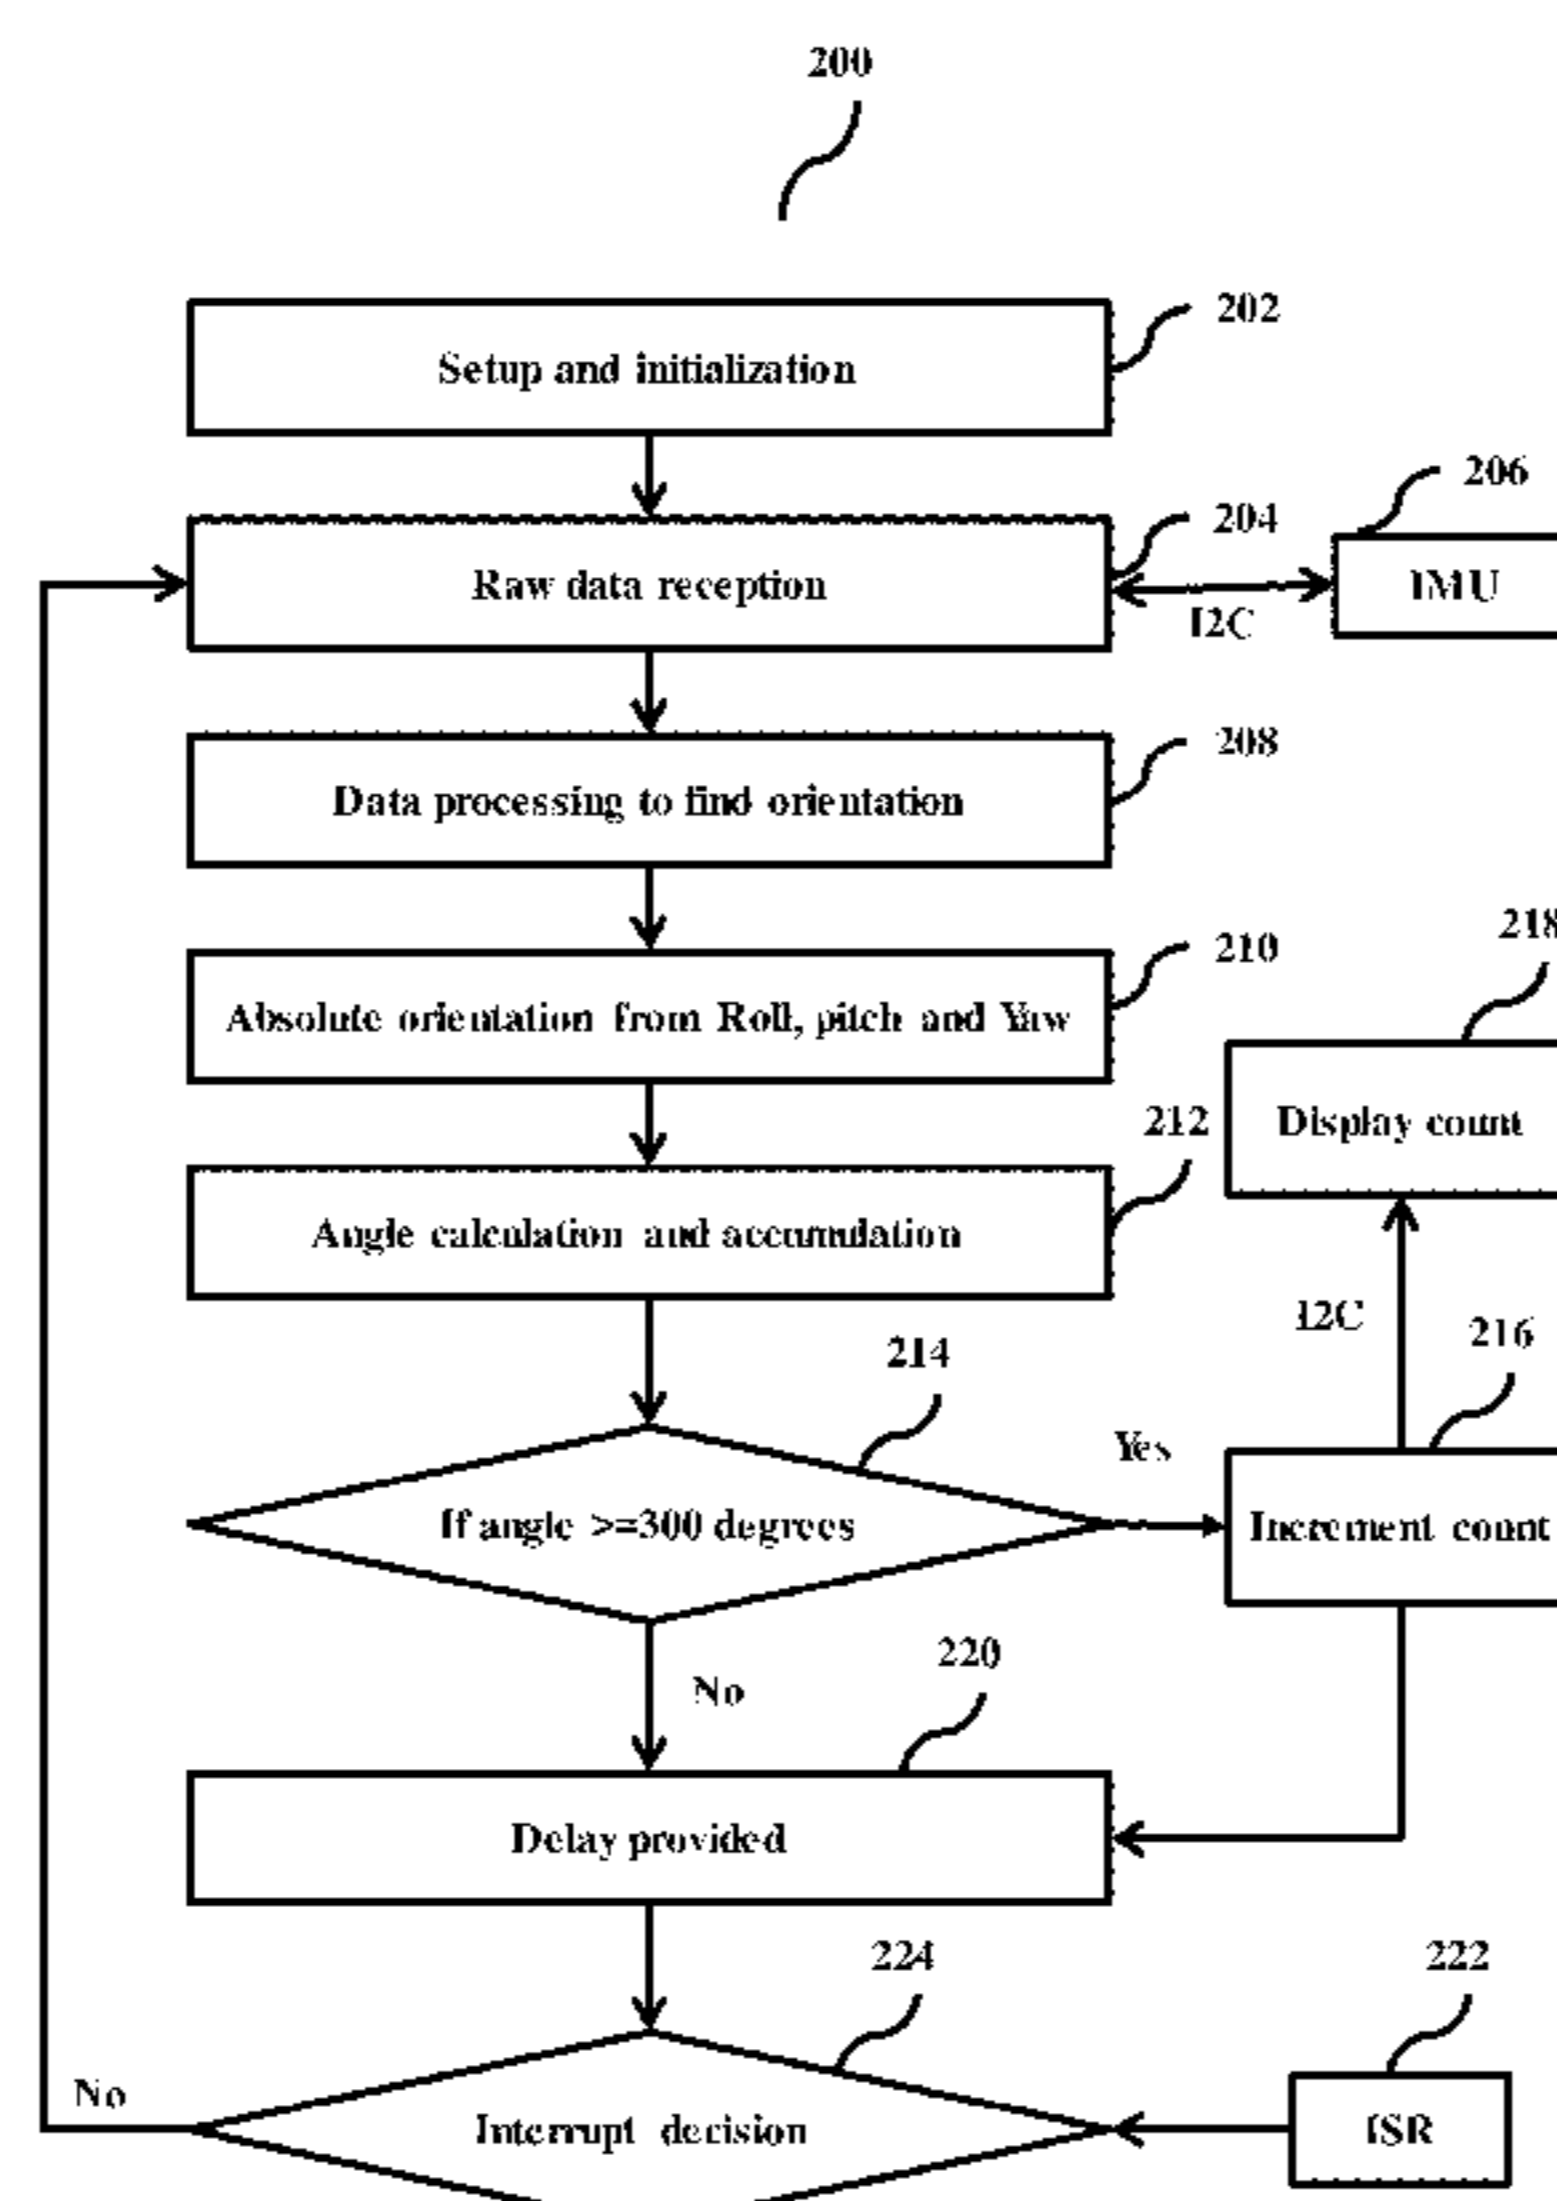 200
202
Setup and initialization
206
204
Raw data reception
IMU
I2C
208
Data processing to find orientation
218
210
Absolute orientation from Roll, pitch and Yaw
212
Display count
Angle calculation and accumulation
I2C
216
214
Yes
If angle >=300 degrees
Increment count
220
No
Delay provided
224
222
No
Interrupt decision
ISR